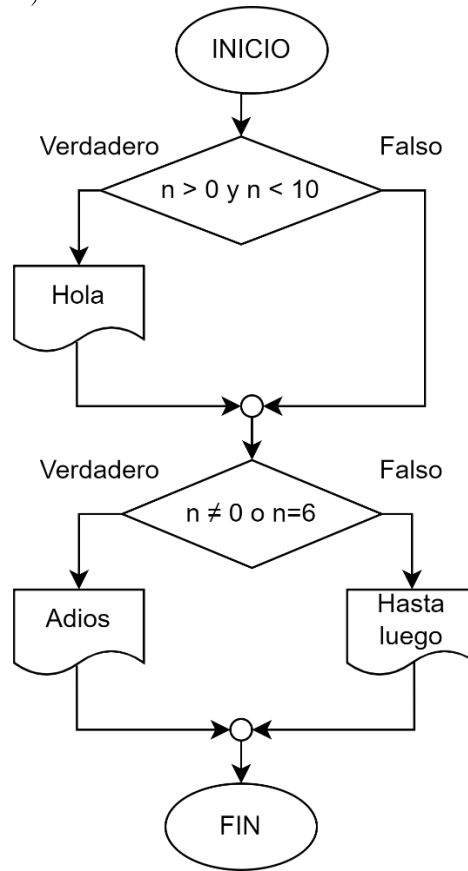 )
INICIO
Verdadero
Falso
n > 0 y n < 10
Hola
Verdadero
Falso
n ≠ 0 o n=6
Adios
Hasta
luego
FIN